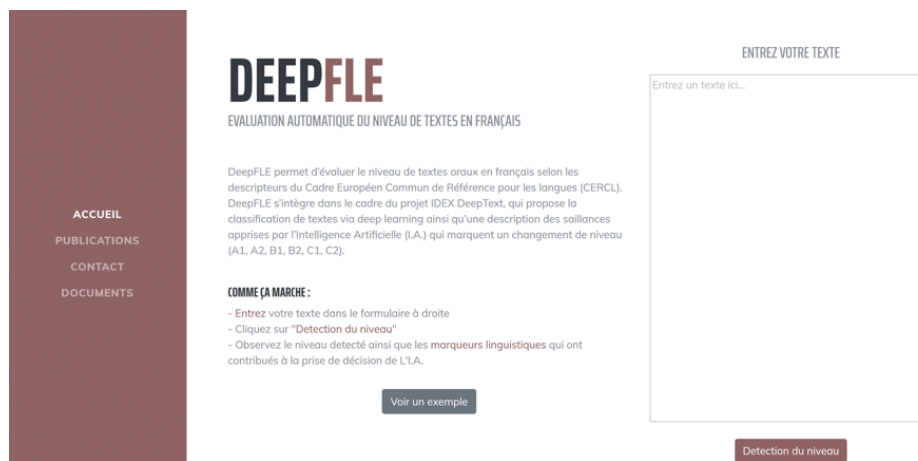 ACCUEIL
PUBLICATIONS
CONTACT
DOCUMENTS
DEEPFLE
EVALUATION AUTOMATIQUE DU NIVEAU DE TEXTES EN FRANÇAIS
DeepFLE permet d'évaluer le niveau de textes oraux en français selon les
descripteurs du Cadre Européen Commun de Référence pour les langues (CERCL).
DeepFLE s'intègre dans le cadre du projet IDEX DeepText, qui propose la
classification de textes via deep learning ainsi qu'une description des saillances
apprises par l'Intelligence Artificielle (I.A.) qui marquent un changement de niveau
(A1, A2, B1, B2, C1, C2).
COMME ÇA MARCHE :
- Entrez votre texte dans le formulaire à droite
- Cliquez sur "Detection du niveau"
- Observez le niveau detecté ainsi que les marqueurs linguistiques qui ont
contribués à la prise de décision de L'I.A.
Voir un exemple
ENTREZ VOTRE TEXTE
Entrez un texte ici...
Detection du niveau